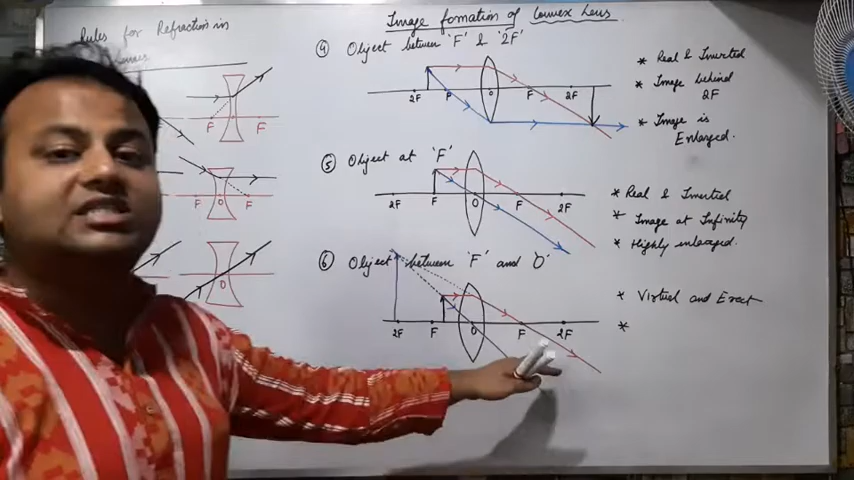 Rules for Refraction in
Lenses
Image fomation of Convex Lens
④ Object between 'F' & '2F'
2F F O F 2F
* Real & Inverted
* Image behind
2F
* Image is
Enlarged.
⑤ Object at 'F'
2F F O F 2F
* Real & Inverted
* Image at Infinity
* Highly enlarged.
⑥ Object between 'F' and 'O'
2F F O F 2F
* Virtual and Erect
*
F F
F O F
O